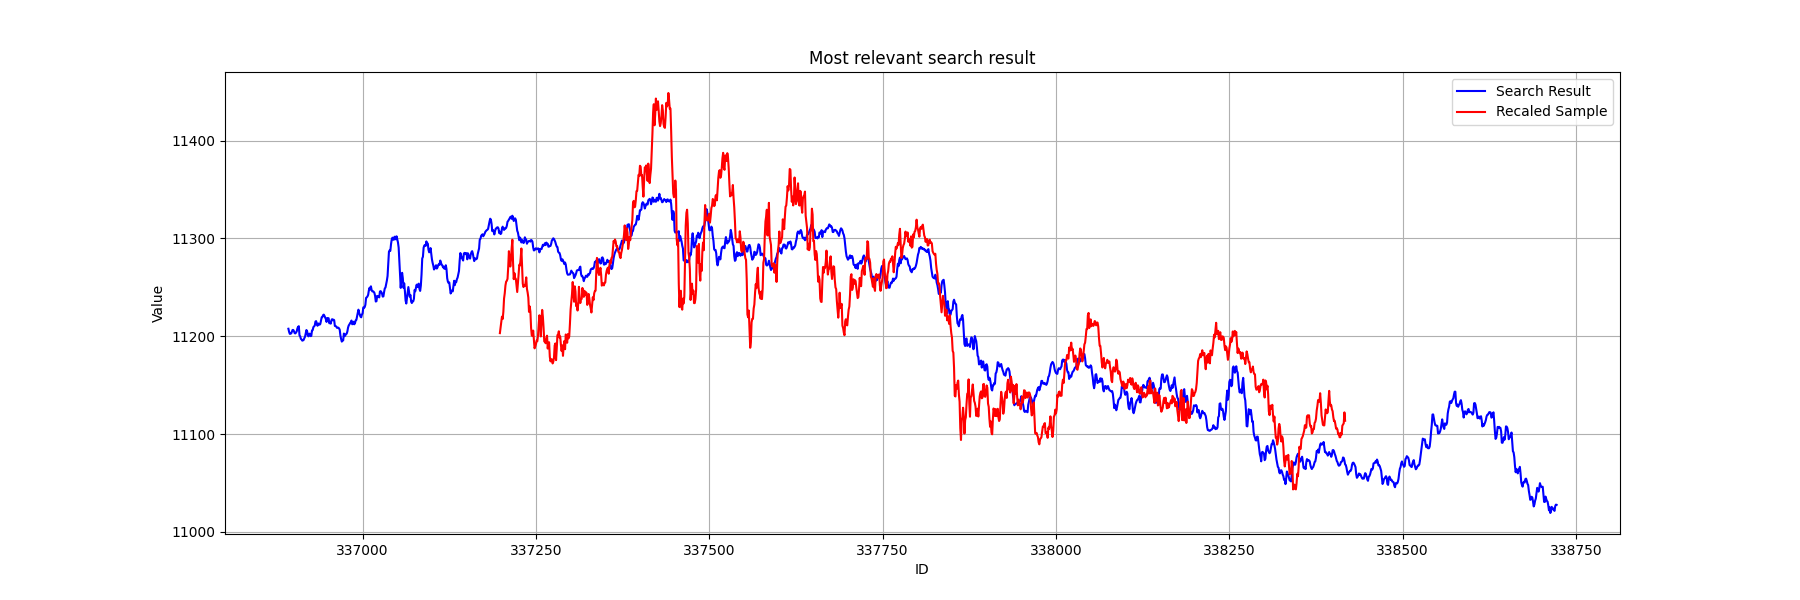 Most relevant search result
Search Result
Recaled Sample
11400
11300
11200
11100
11000
Value
337000
337250
337500
337750
338000
338250
338500
338750
ID